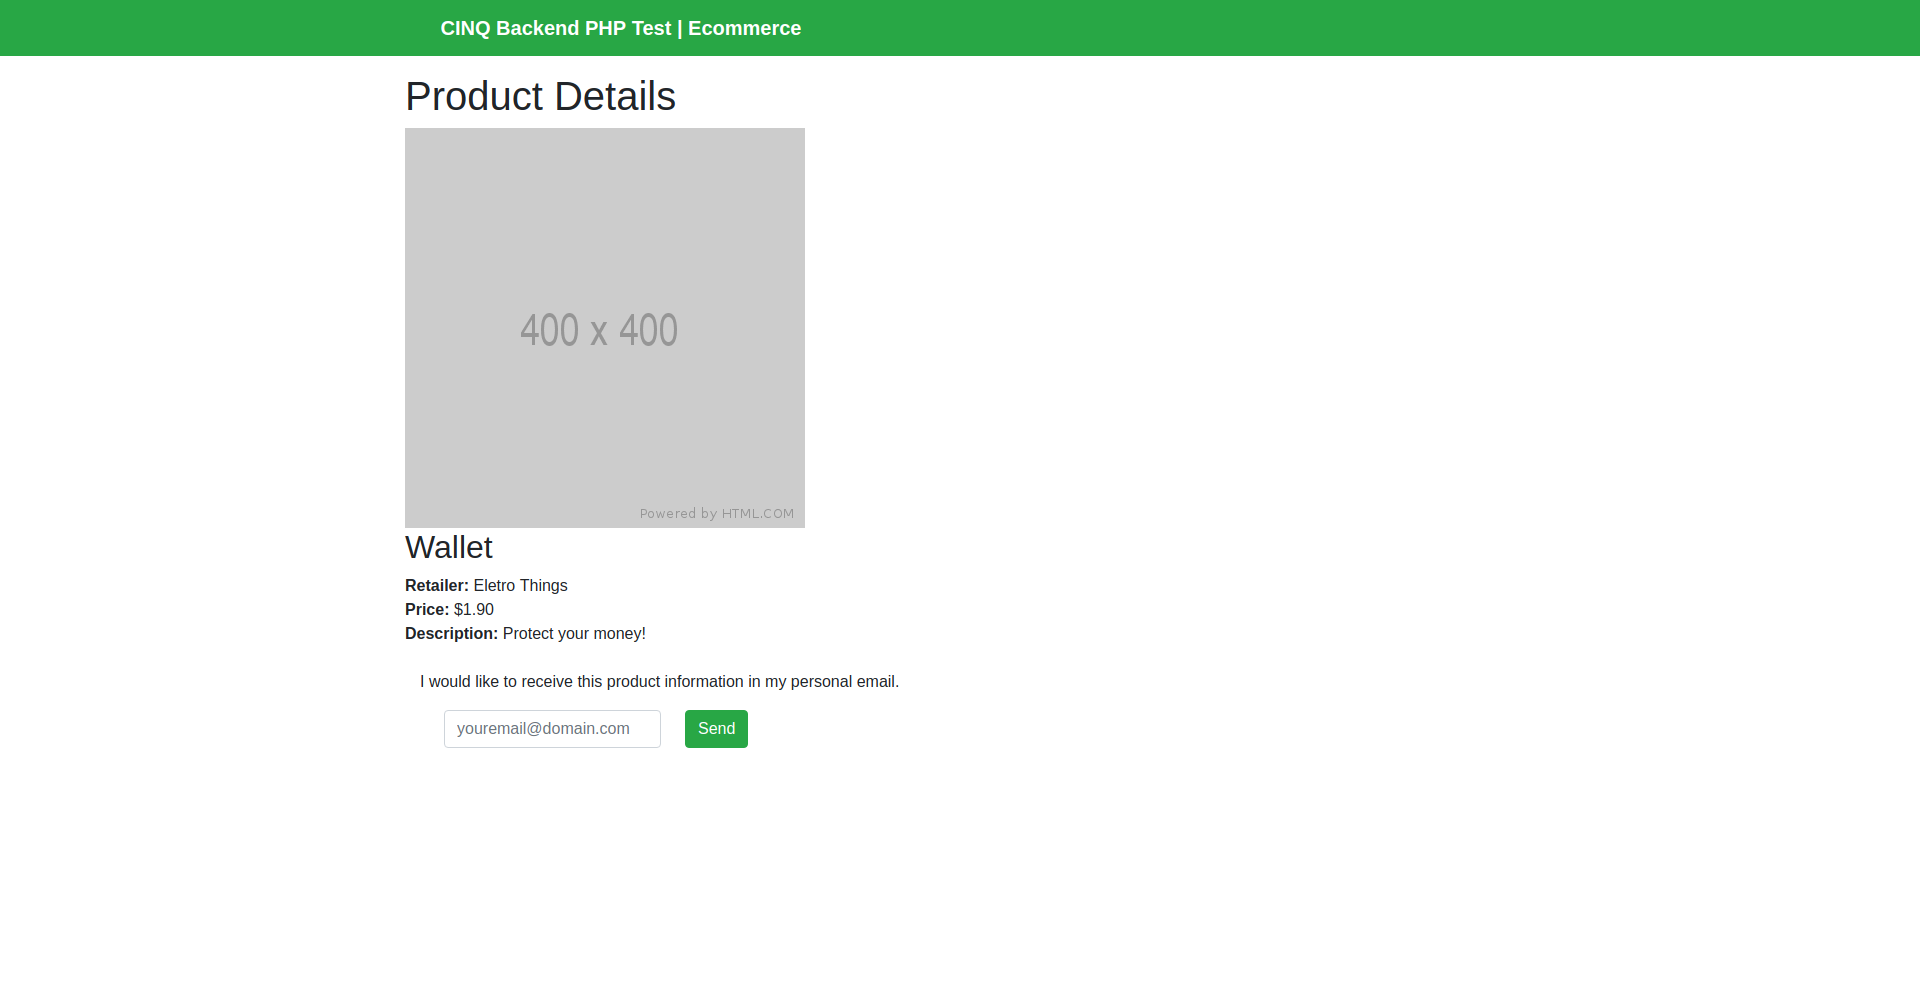 CINQ Backend PHP Test | Ecommerce
Product Details
400 x 400
Powered by HTML.COM
Wallet
Retailer: Eletro Things
Price: $1.90
Description: Protect your money!
I would like to receive this product information in my personal email.
youremail@domain.com
Send